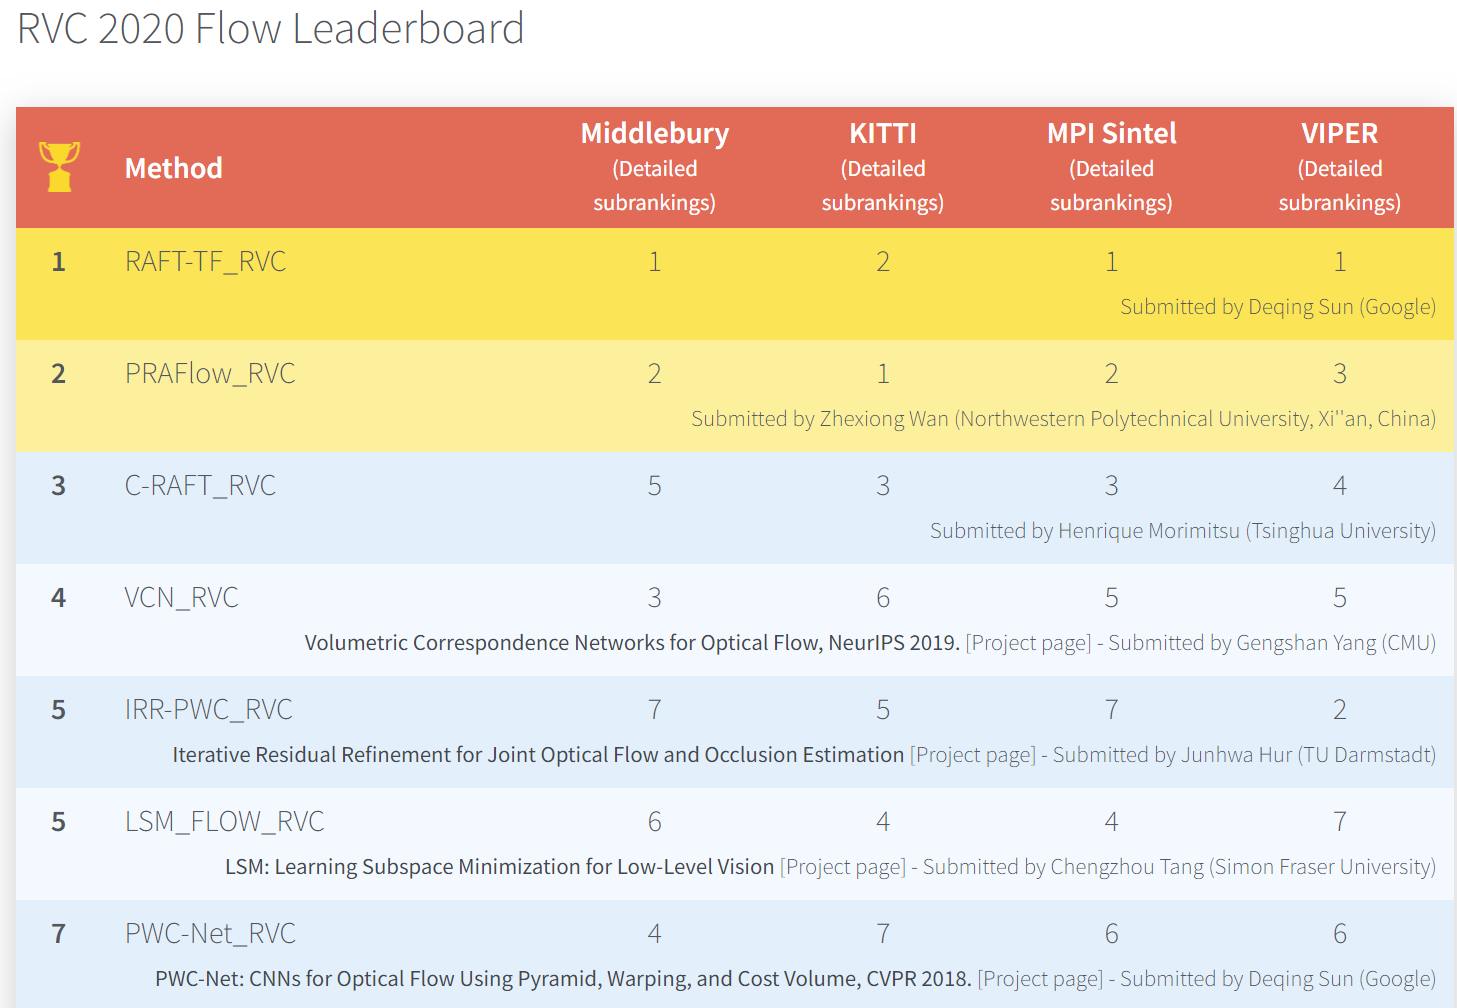 RVC 2020 Flow Leaderboard
Method Middlebury KITTI MPI Sintel VIPER
(Detailed (Detailed (Detailed (Detailed
subrankings) subrankings) subrankings) subrankings)
1 RAFT-TF_RVC 1 2 1 1
Submitted by Deqing Sun (Google)
2 PRAFlow_RVC 2 1 2 3
Submitted by Zhexiong Wan (Northwestern Polytechnical University, Xi''an, China)
3 C-RAFT_RVC 5 3 3 4
Submitted by Henrique Morimitsu (Tsinghua University)
4 VCN_RVC 3 6 5 5
Volumetric Correspondence Networks for Optical Flow, NeurIPS 2019. [Project page] - Submitted by Gengshan Yang (CMU)
5 IRR-PWC_RVC 7 5 7 2
Iterative Residual Refinement for Joint Optical Flow and Occlusion Estimation [Project page] - Submitted by Junhwa Hur (TU Darmstadt)
5 LSM_FLOW_RVC 6 4 4 7
LSM: Learning Subspace Minimization for Low-Level Vision [Project page] - Submitted by Chengzhou Tang (Simon Fraser University)
7 PWC-Net_RVC 4 7 6 6
PWC-Net: CNNs for Optical Flow Using Pyramid, Warping, and Cost Volume, CVPR 2018. [Project page] - Submitted by Deqing Sun (Google)